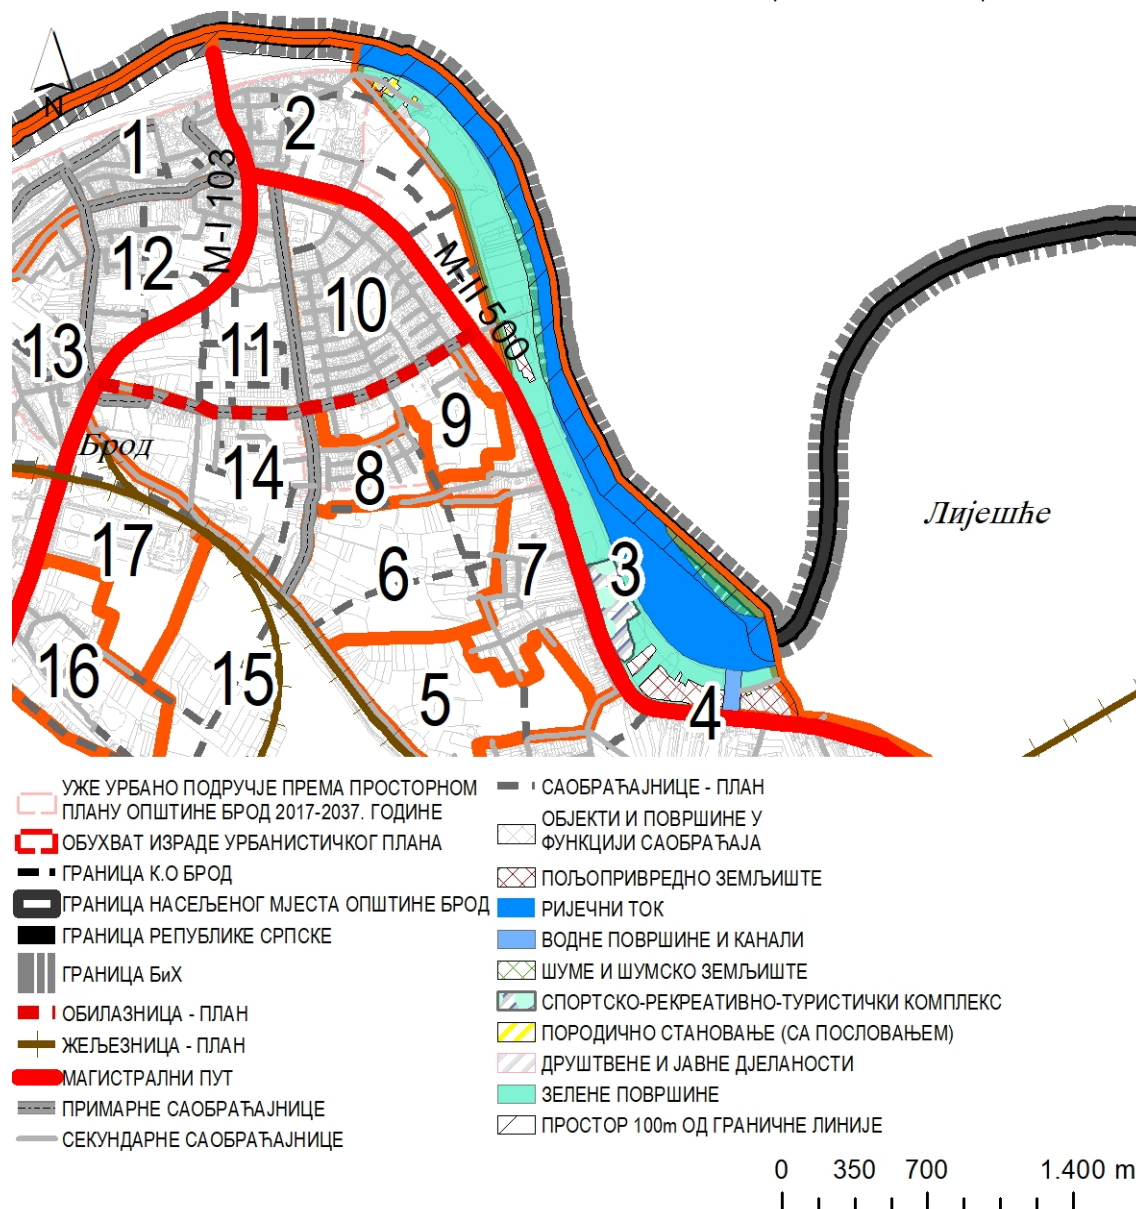 N
1
2
М-I 103
12
10
М-II 500
13
11
9
Брод
14
8
Лијешће
17
6
7
3
16
15
5
4
УЖЕ УРБАНО ПОДРУЧЈЕ ПРЕМА ПРОСТОРНОМ
ПЛАНУ ОПШТИНЕ БРОД 2017-2037. ГОДИНЕ
ОБУХВАТ ИЗРАДЕ УРБАНИСТИЧКОГ ПЛАНА
ГРАНИЦА К.О БРОД
ГРАНИЦА НАСЕЉЕНОГ МЈЕСТА ОПШТИНЕ БРОД
ГРАНИЦА РЕПУБЛИКЕ СРПСКЕ
ГРАНИЦА БиХ
ОБИЛАЗНИЦА - ПЛАН
ЖЕЉЕЗНИЦА - ПЛАН
МАГИСТРАЛНИ ПУТ
ПРИМАРНЕ САОБРАЋАЈНИЦЕ
СЕКУНДАРНЕ САОБРАЋАЈНИЦЕ
САОБРАЋАЈНИЦЕ - ПЛАН
ОБЈЕКТИ И ПОВРШИНЕ У
ФУНКЦИЈИ САОБРАЋАЈА
ПОЉОПРИВРЕДНО ЗЕМЉИШТЕ
РИЈЕЧНИ ТОК
ВОДНЕ ПОВРШИНЕ И КАНАЛИ
ШУМЕ И ШУМСКО ЗЕМЉИШТЕ
СПОРТСКО-РЕКРЕАТИВНО-ТУРИСТИЧКИ КОМПЛЕКС
ПОРОДИЧНО СТАНОВАЊЕ (СА ПОСЛОВАЊЕМ)
ДРУШТВЕНЕ И ЈАВНЕ ДЈЕЛАНОСТИ
ЗЕЛЕНЕ ПОВРШИНЕ
ПРОСТОР 100m ОД ГРАНИЧНЕ ЛИНИЈЕ
0 350 700 1.400 m